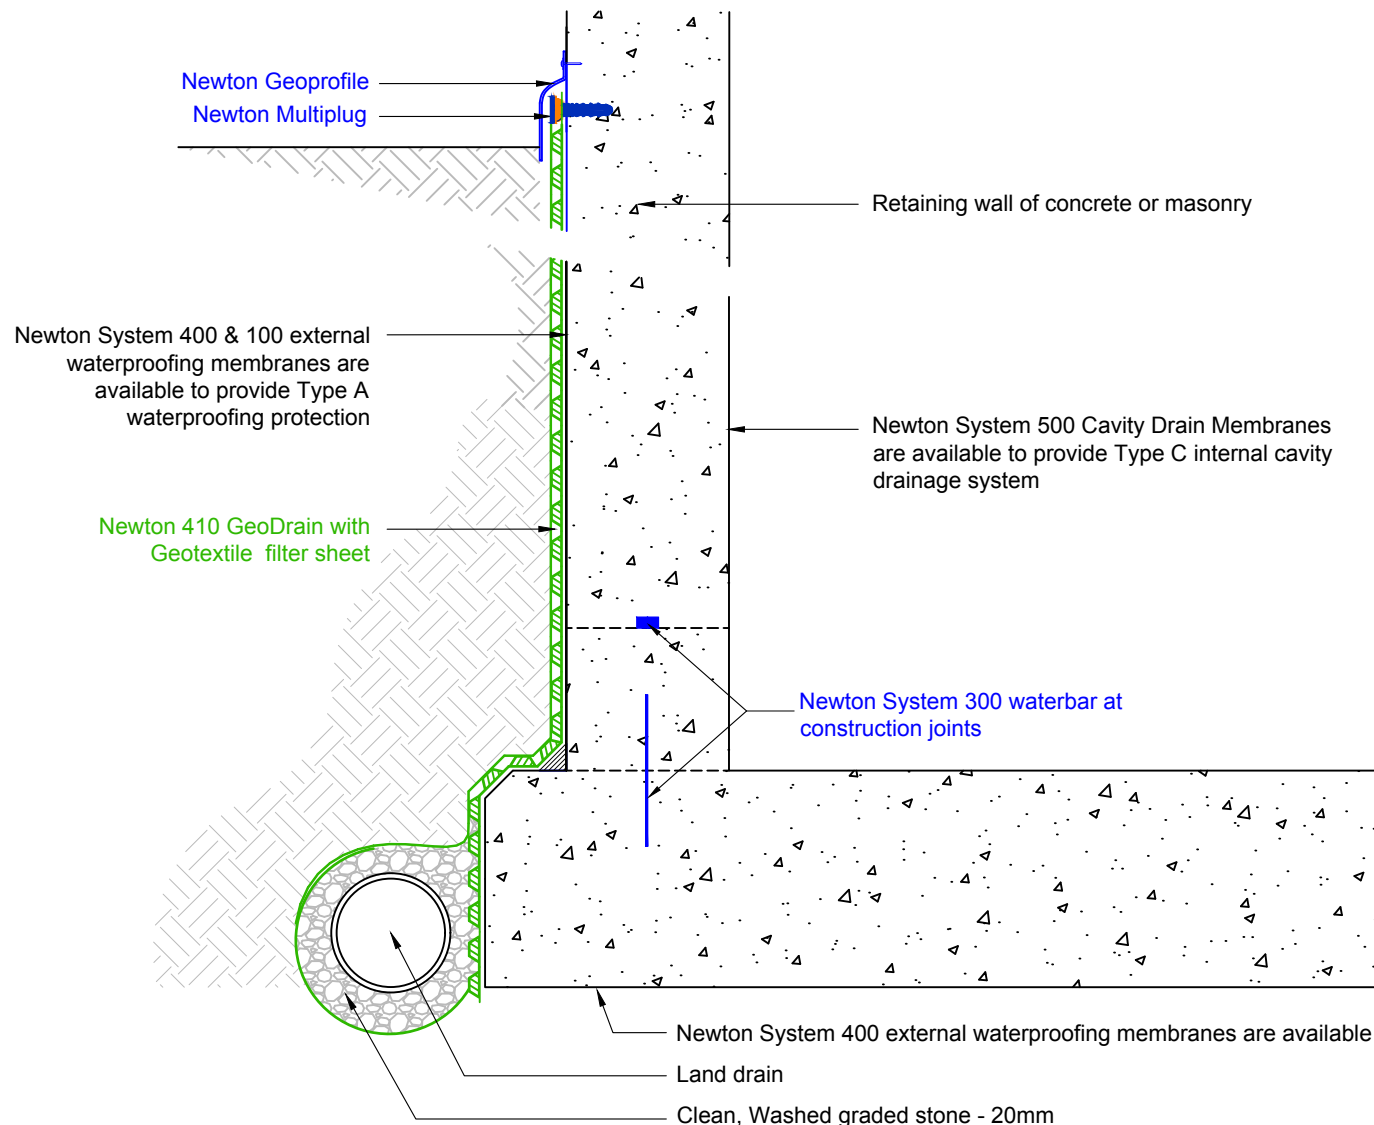 Newton Geoprofile
Newton Multiplug
Retaining wall of concrete or masonry
Newton System 400 & 100 external
waterproofing membranes are
available to provide Type A
waterproofing protection
Newton System 500 Cavity Drain Membranes
are available to provide Type C internal cavity
drainage system
Newton 410 GeoDrain with
Geotextile filter sheet
Newton System 300 waterbar at
construction joints
Newton System 400 external waterproofing membranes are available
Land drain
Clean, Washed graded stone - 20mm